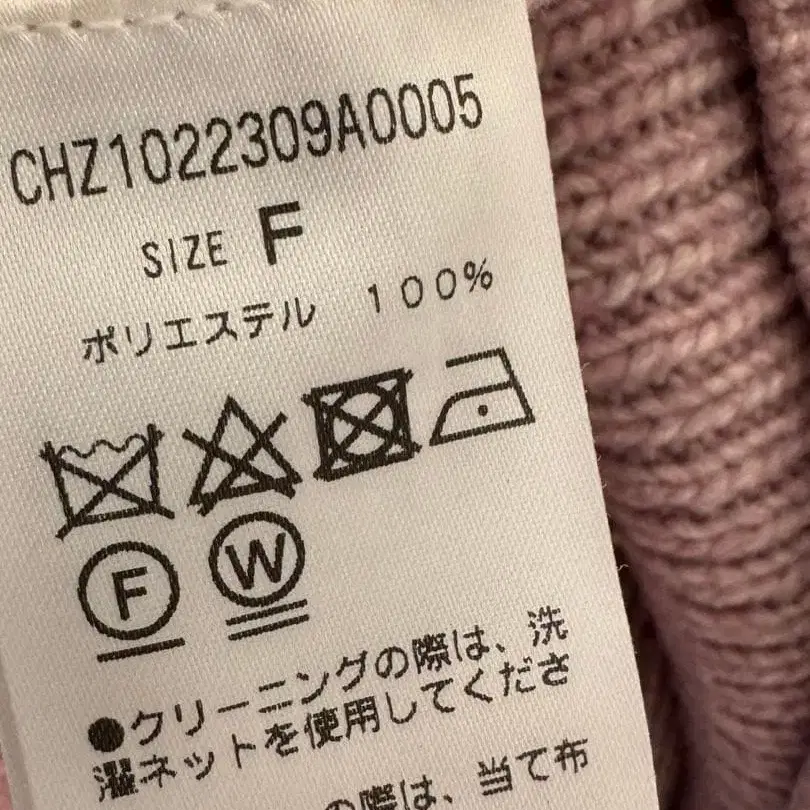 CHZ1022309A0005
SIZE F
ポリエステル 100%
F W
●クリーニングの際は、洗
濯ネットを使用してくださ
の際は、当て布